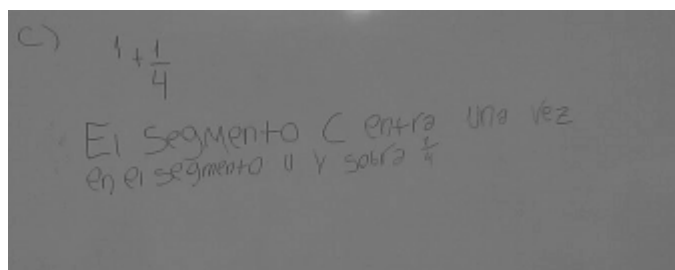 C) 1 + 1/4
El segmento C entra una vez
en el segmento u y sobra 1/4